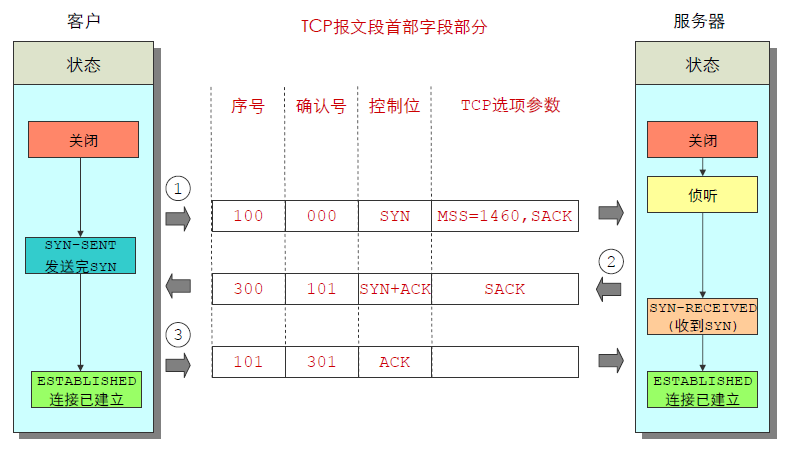 客户
TCP报文段首部字段部分
服务器
状态
状态
序号
确认号
控制位
TCP选项参数
关闭
关闭
侦听
1
100
000
SYN
MSS=1460,SACK
SYN-SENT
发送完SYN
2
300
101
SYN+ACK
SACK
SYN-RECEIVED
(收到SYN)
3
101
301
ACK
ESTABLISHED
连接已建立
ESTABLISHED
连接已建立